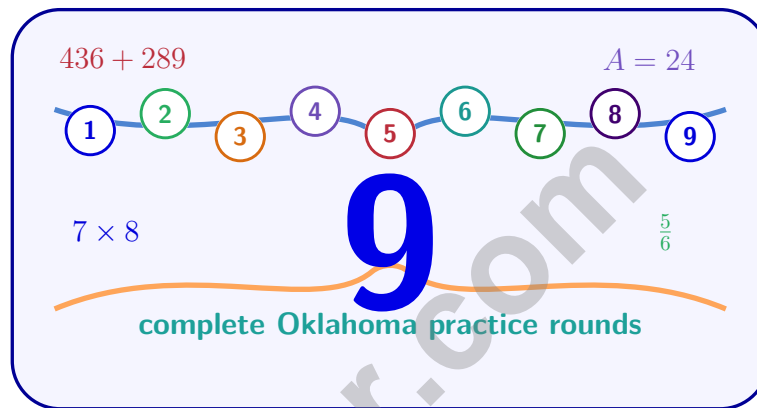 436 + 289
A = 24
1 2 3 4 5 6 7 8 9
7 × 8
9
5/6
complete Oklahoma practice rounds
r.com